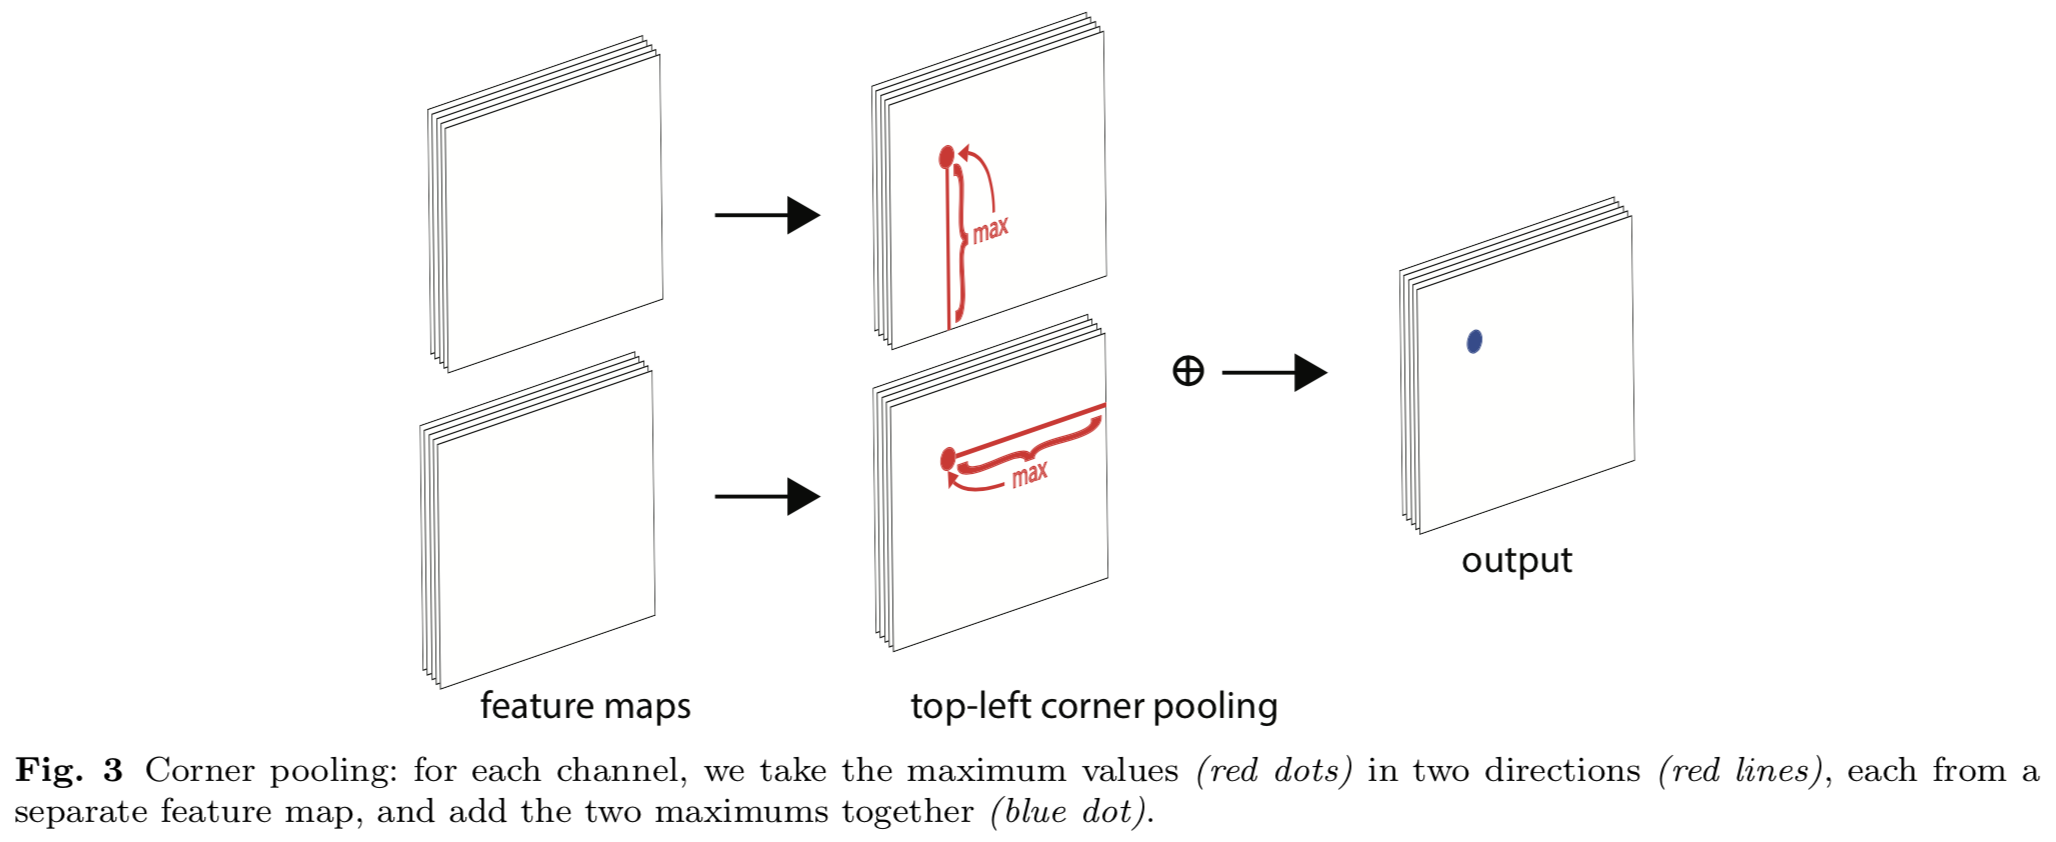 max
max
⊕
output
feature maps
top-left corner pooling
Fig. 3 Corner pooling: for each channel, we take the maximum values (red dots) in two directions (red lines), each from a
separate feature map, and add the two maximums together (blue dot).